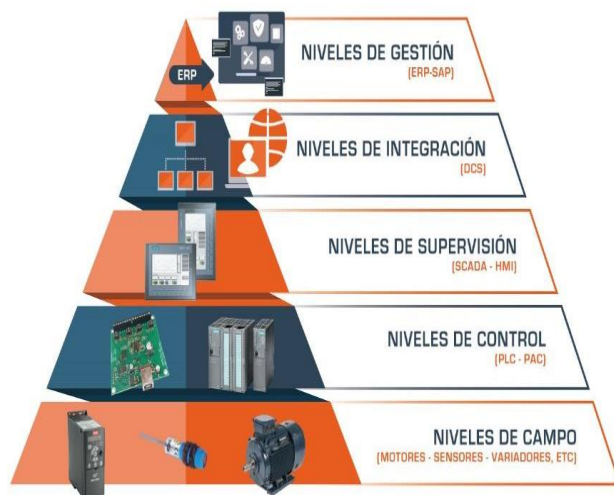 ERP
NIVELES DE GESTIÓN
(ERP-SAP)
NIVELES DE INTEGRACIÓN
(DCS)
NIVELES DE SUPERVISIÓN
(SCADA - HMI)
NIVELES DE CONTROL
(PLC - PAC)
NIVELES DE CAMPO
(MOTORES - SENSORES - VARIADORES, ETC)